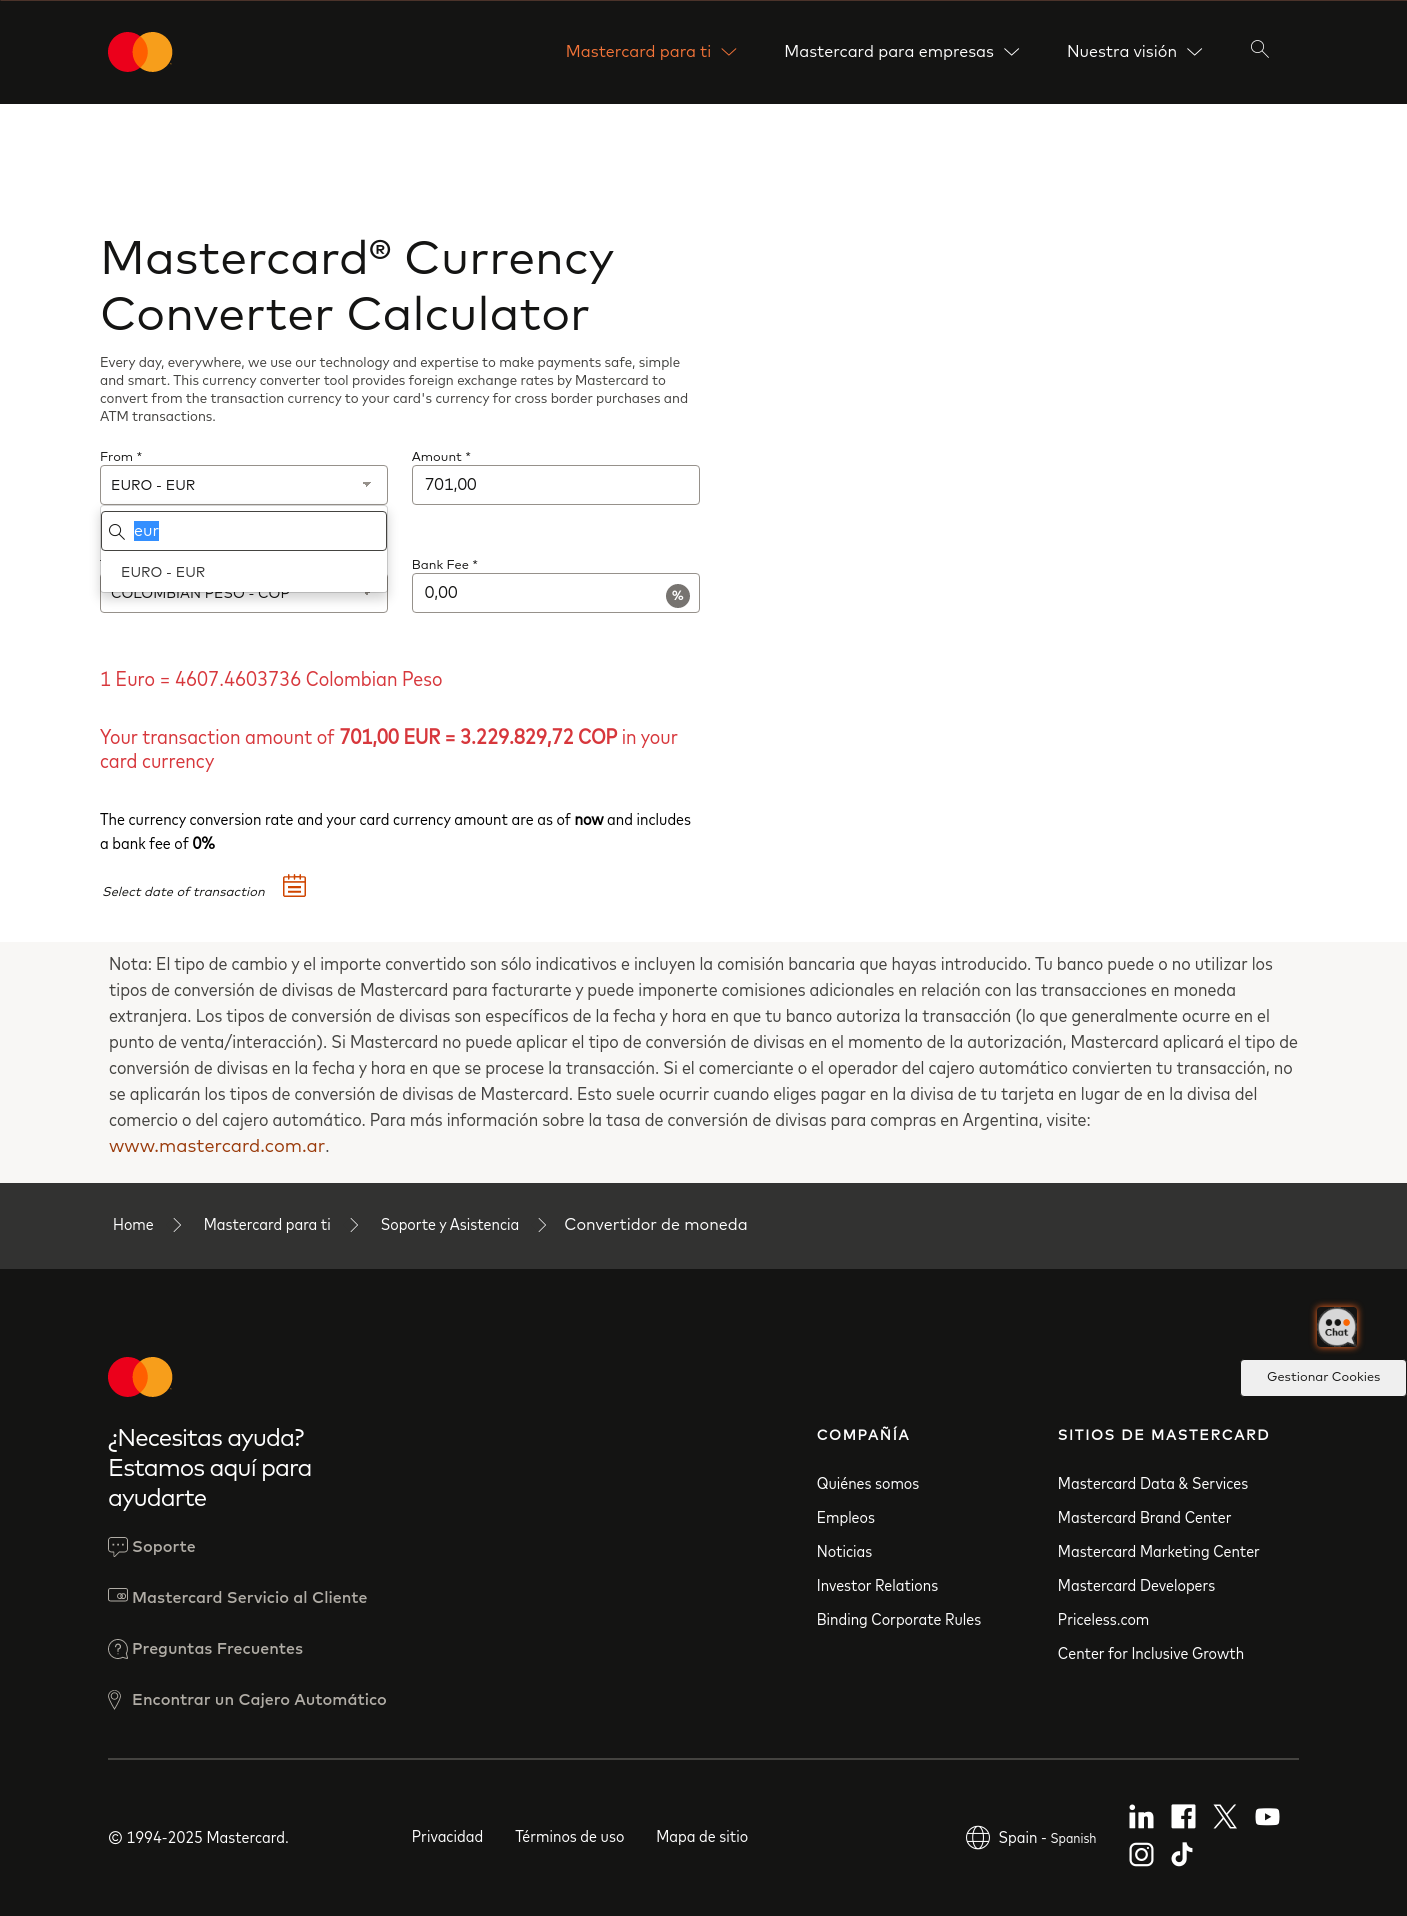 Mastercard para ti
Mastercard para empresas
Nuestra visión
Mastercard® Currency
Converter Calculator
Every day, everywhere, we use our technology and expertise to make payments safe, simple
and smart. This currency converter tool provides foreign exchange rates by Mastercard to
convert from the transaction currency to your card's currency for cross border purchases and
ATM transactions.
From *
Amount *
EURO - EUR
701,00
eur
EURO - EUR
Bank Fee *
COLOMBIAN PESO - COP
0,00
%
1 Euro = 4607.4603736 Colombian Peso
Your transaction amount of 701,00 EUR = 3.229.829,72 COP in your
card currency
The currency conversion rate and your card currency amount are as of now and includes
a bank fee of 0%
Select date of transaction
Nota: El tipo de cambio y el importe convertido son sólo indicativos e incluyen la comisión bancaria que hayas introducido. Tu banco puede o no utilizar los
tipos de conversión de divisas de Mastercard para facturarte y puede imponerte comisiones adicionales en relación con las transacciones en moneda
extranjera. Los tipos de conversión de divisas son específicos de la fecha y hora en que tu banco autoriza la transacción (lo que generalmente ocurre en el
punto de venta/interacción). Si Mastercard no puede aplicar el tipo de conversión de divisas en el momento de la autorización, Mastercard aplicará el tipo de
conversión de divisas en la fecha y hora en que se procese la transacción. Si el comerciante o el operador del cajero automático convierten tu transacción, no
se aplicarán los tipos de conversión de divisas de Mastercard. Esto suele ocurrir cuando eliges pagar en la divisa de tu tarjeta en lugar de en la divisa del
comercio o del cajero automático. Para más información sobre la tasa de conversión de divisas para compras en Argentina, visite:
www.mastercard.com.ar.
Home
Mastercard para ti
Soporte y Asistencia
Convertidor de moneda
Chat
Gestionar Cookies
¿Necesitas ayuda?
Estamos aquí para
ayudarte
Soporte
Mastercard Servicio al Cliente
Preguntas Frecuentes
Encontrar un Cajero Automático
COMPAÑÍA
Quiénes somos
Empleos
Noticias
Investor Relations
Binding Corporate Rules
SITIOS DE MASTERCARD
Mastercard Data & Services
Mastercard Brand Center
Mastercard Marketing Center
Mastercard Developers
Priceless.com
Center for Inclusive Growth
© 1994-2025 Mastercard.
Privacidad
Términos de uso
Mapa de sitio
Spain - Spanish